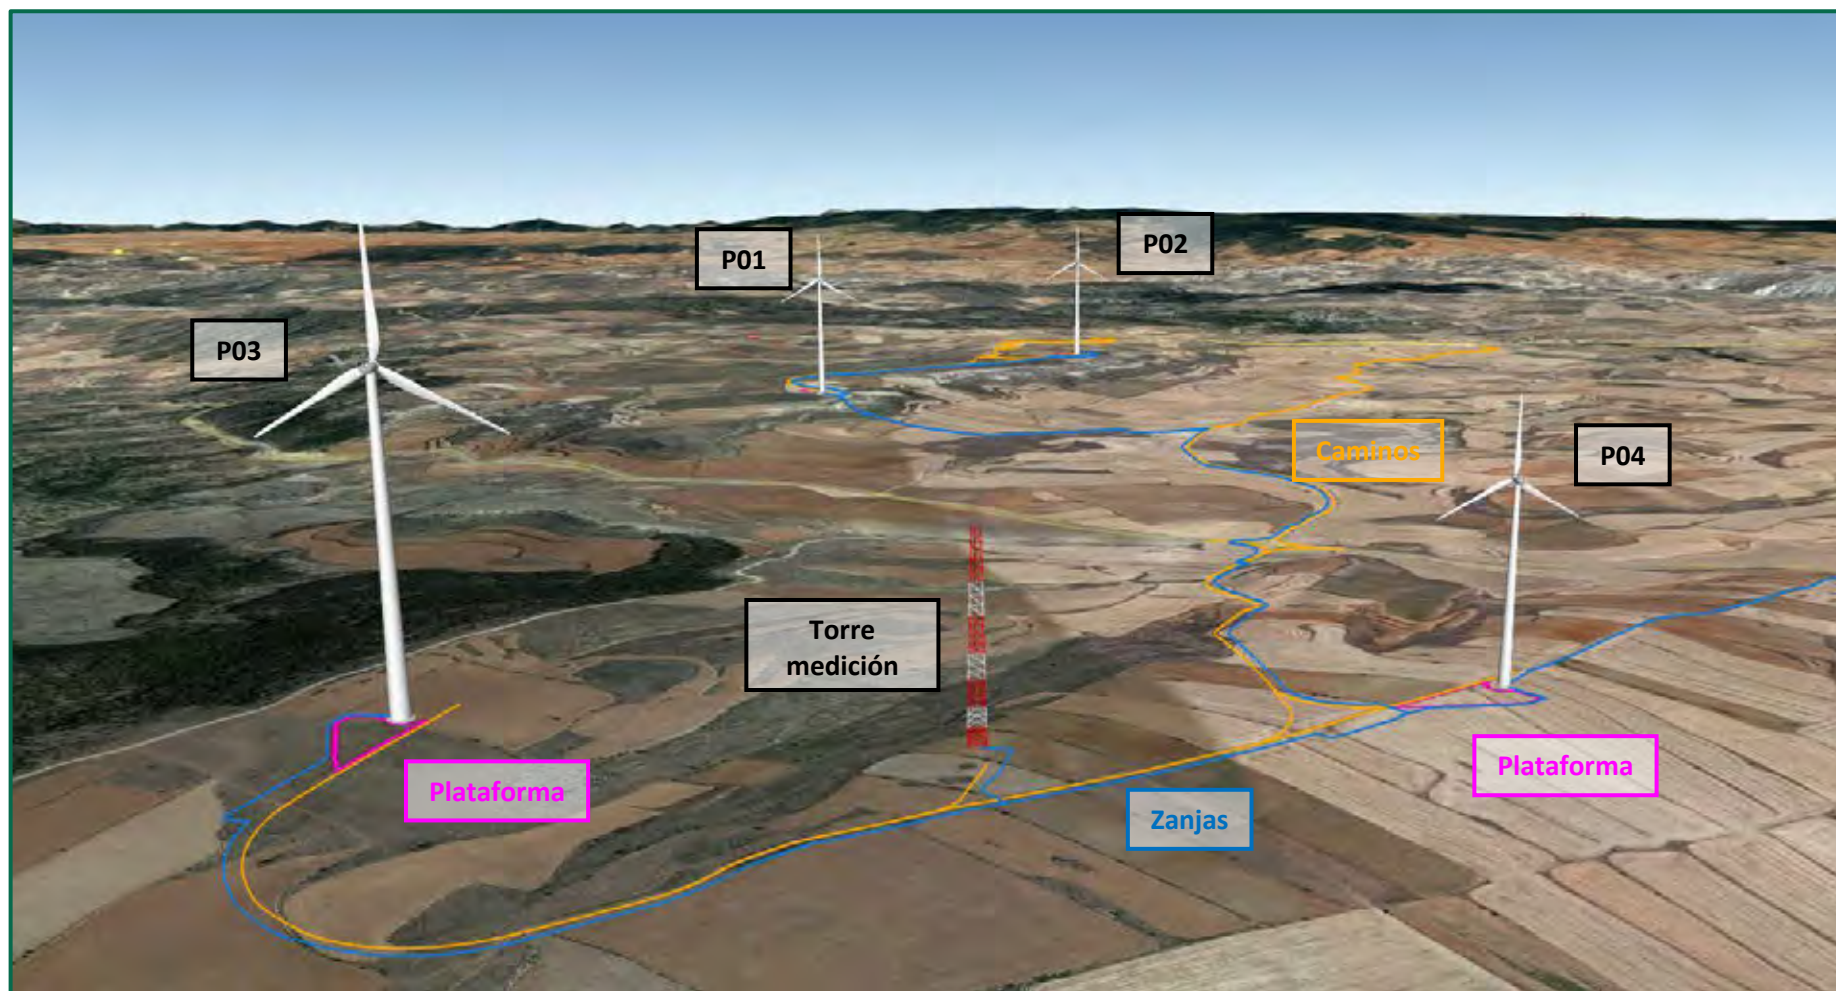 P02
P01
P03
Caminos
P04
Torre
medición
Plataforma
Plataforma
Zanjas